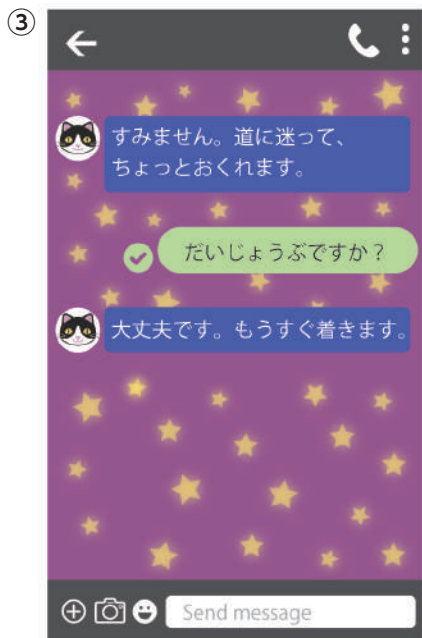 ③
すみません。道に迷って、
ちょっとおくれます。
だいじょうぶですか？
大丈夫です。もうすぐ着きます。
Send message